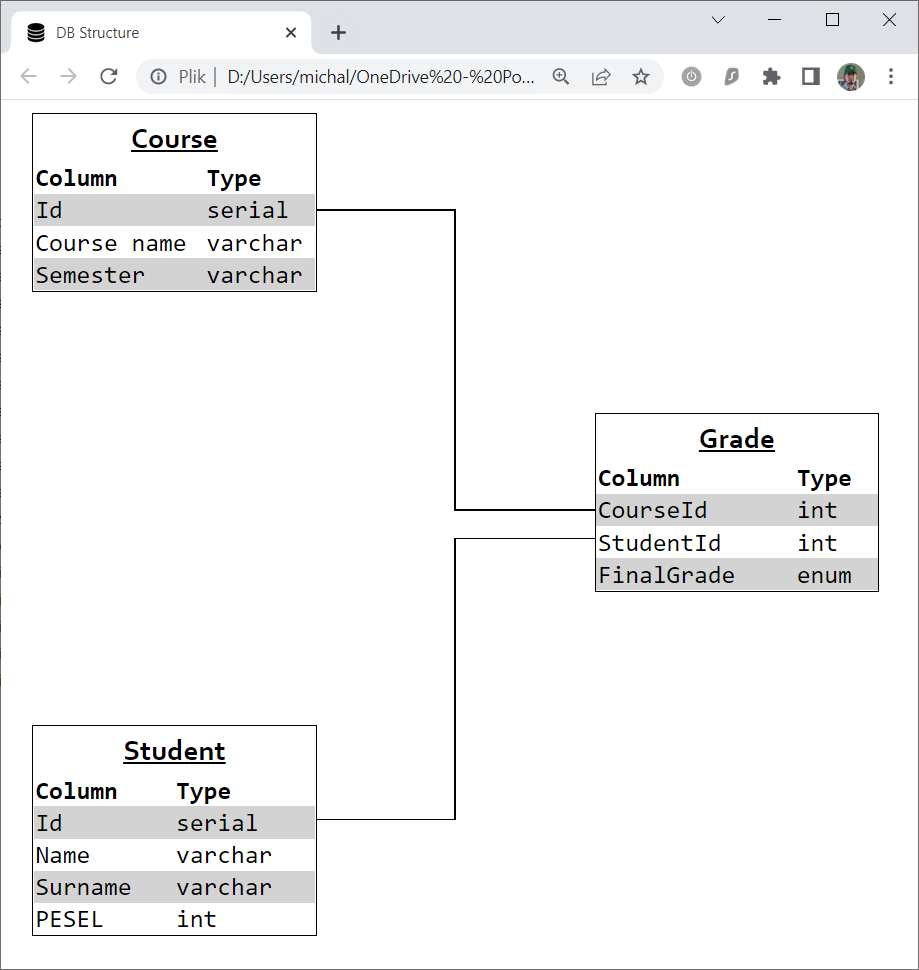 DB Structure
Plik | D:/Users/michal/OneDrive%20-%20Po...
Course
Column Type
Id serial
Course name varchar
Semester varchar
Grade
Column Type
CourseId int
StudentId int
FinalGrade enum
Student
Column Type
Id serial
Name varchar
Surname varchar
PESEL int